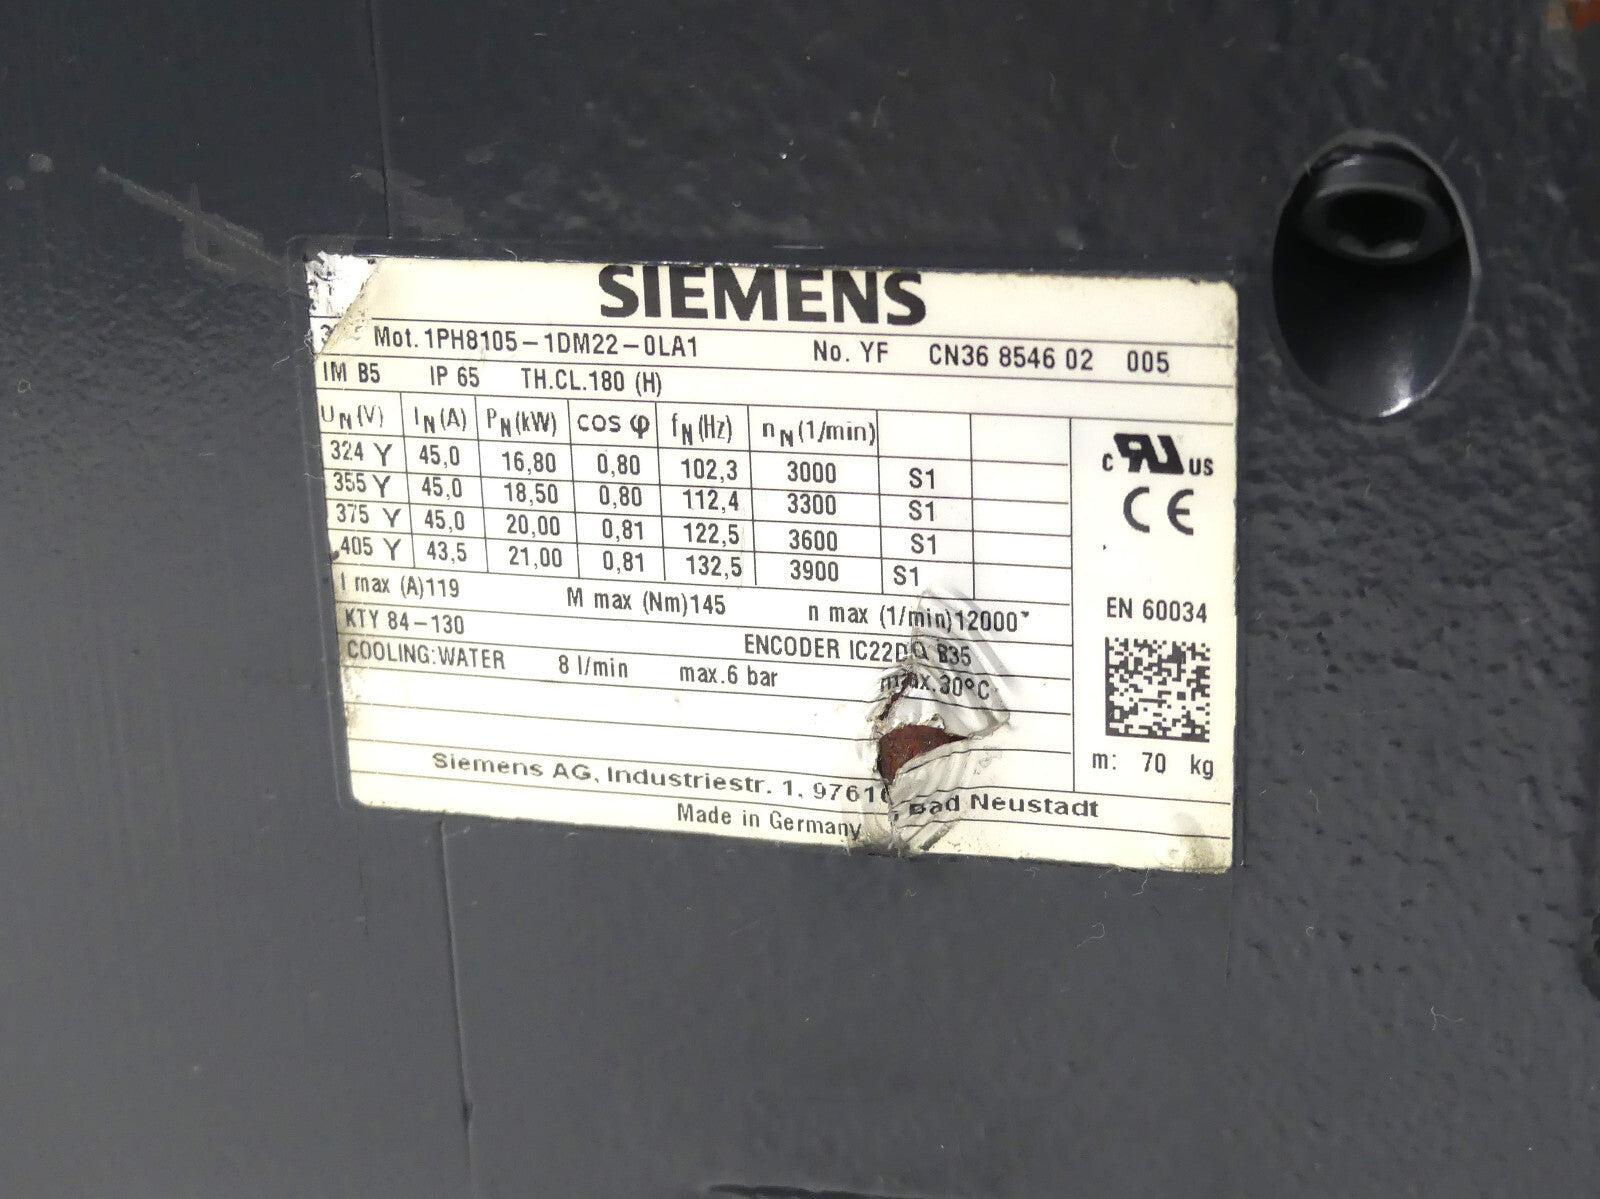 SIEMENS
Mot. 1PH8105-1DM22-0LA1 No. YF CN36 8546 02 005
IM B5 IP 65 TH.CL.180 (H)
UN(V) IN(A) PN(kW) cos φ fN(Hz) nN(1/min)
324 Y 45,0 16,80 0,80 102,3 3000 S1
355 Y 45,0 18,50 0,80 112,4 3300 S1
375 Y 45,0 20,00 0,81 122,5 3600 S1
405 Y 43,5 21,00 0,81 132,5 3900 S1
I max (A)119 M max (Nm)145 n max (1/min)12000*
KTY 84-130 ENCODER
COOLING:WATER 8 l/min max.6 bar max.30°C
Siemens AG, Industriestr. 1, Bad Neustadt
Made in Germany
c RU US
CE
EN 60034
m: 70 kg